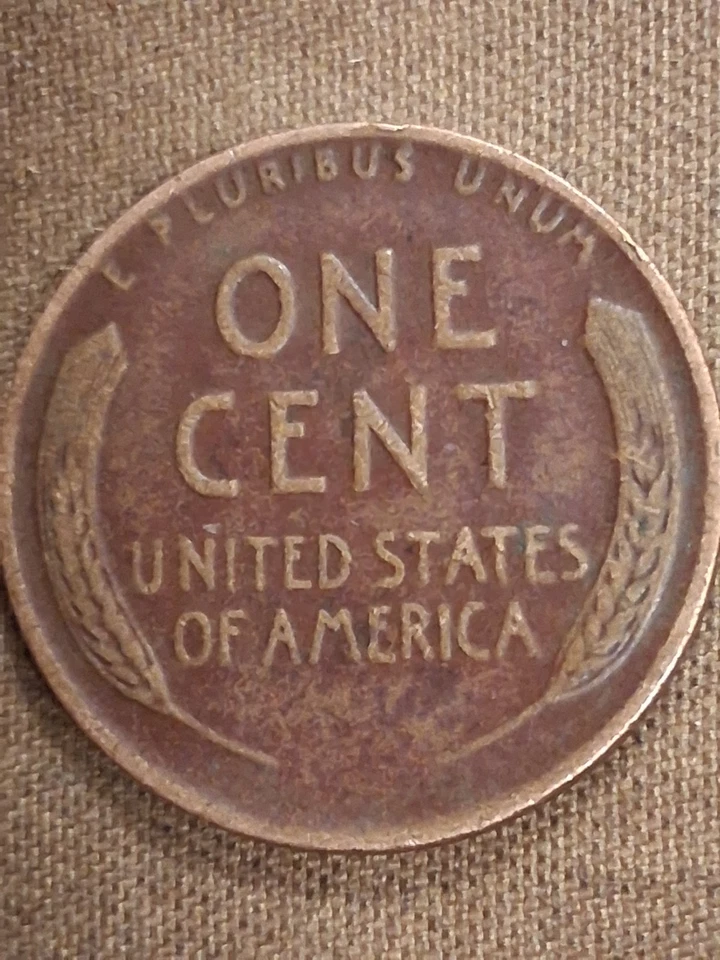 E PLURIBUS UNUM
ONE
CENT
UNITED STATES
OF AMERICA